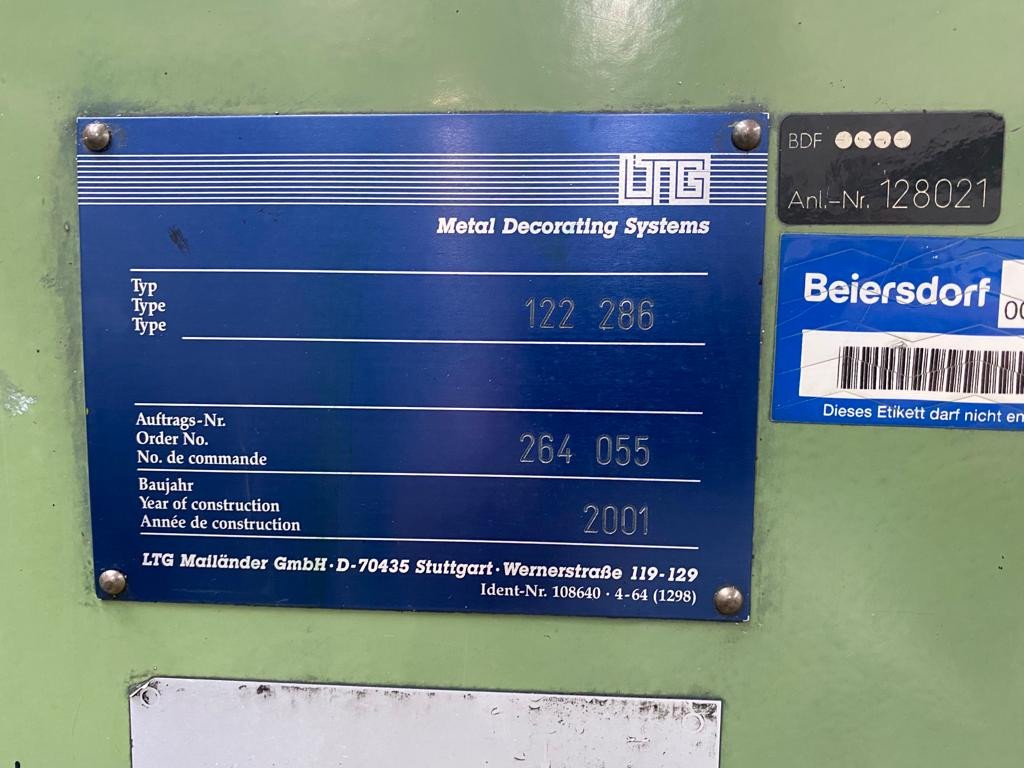 LTG
Metal Decorating Systems
Typ
Type
Type
122 286
Auftrags-Nr.
Order No.
No. de commande
264 055
Baujahr
Year of construction
Année de construction
2001
LTG Mailänder GmbH · D-70435 Stuttgart · Wernerstraße 119-129
Ident-Nr. 108640 · 4-64 (1298)
BDF
Anl.-Nr. 128021
Beiersdorf
Dieses Etikett darf nicht